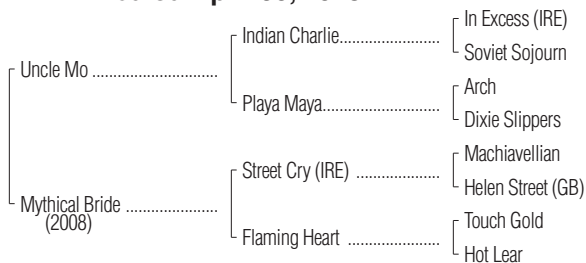 In Excess (IRE)
Indian Charlie
Soviet Sojourn
Uncle Mo
Arch
Playa Maya
Dixie Slippers
Machiavellian
Street Cry (IRE)
Helen Street (GB)
Mythical Bride
(2008)
Touch Gold
Flaming Heart
Hot Lear